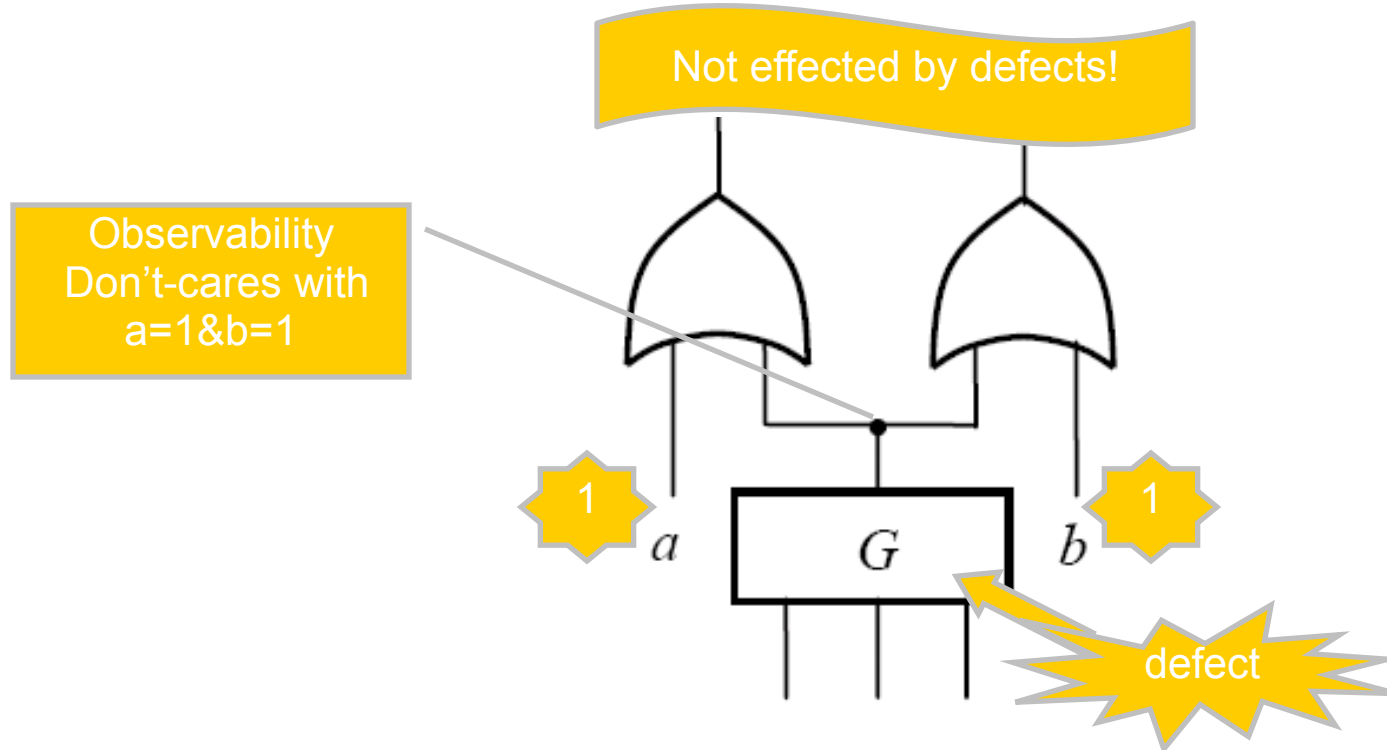 Not effected by defects!
Observability
Don’t-cares with
a=1&b=1
1
1
a
G
b
defect